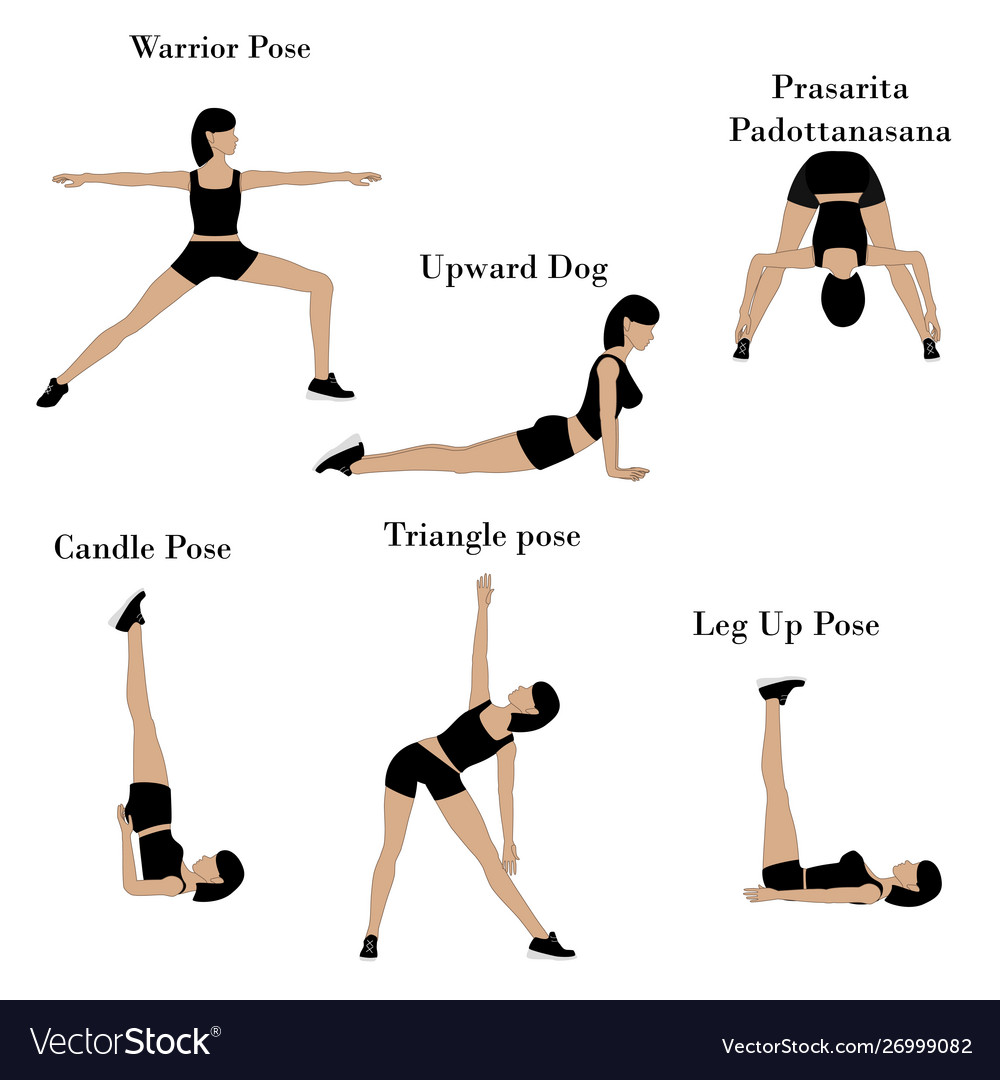 Warrior Pose
Prasarita
Padottanasana
Upward Dog
Candle Pose
Triangle pose
Leg Up Pose
VectorStock®
VectorStock.com/26999082